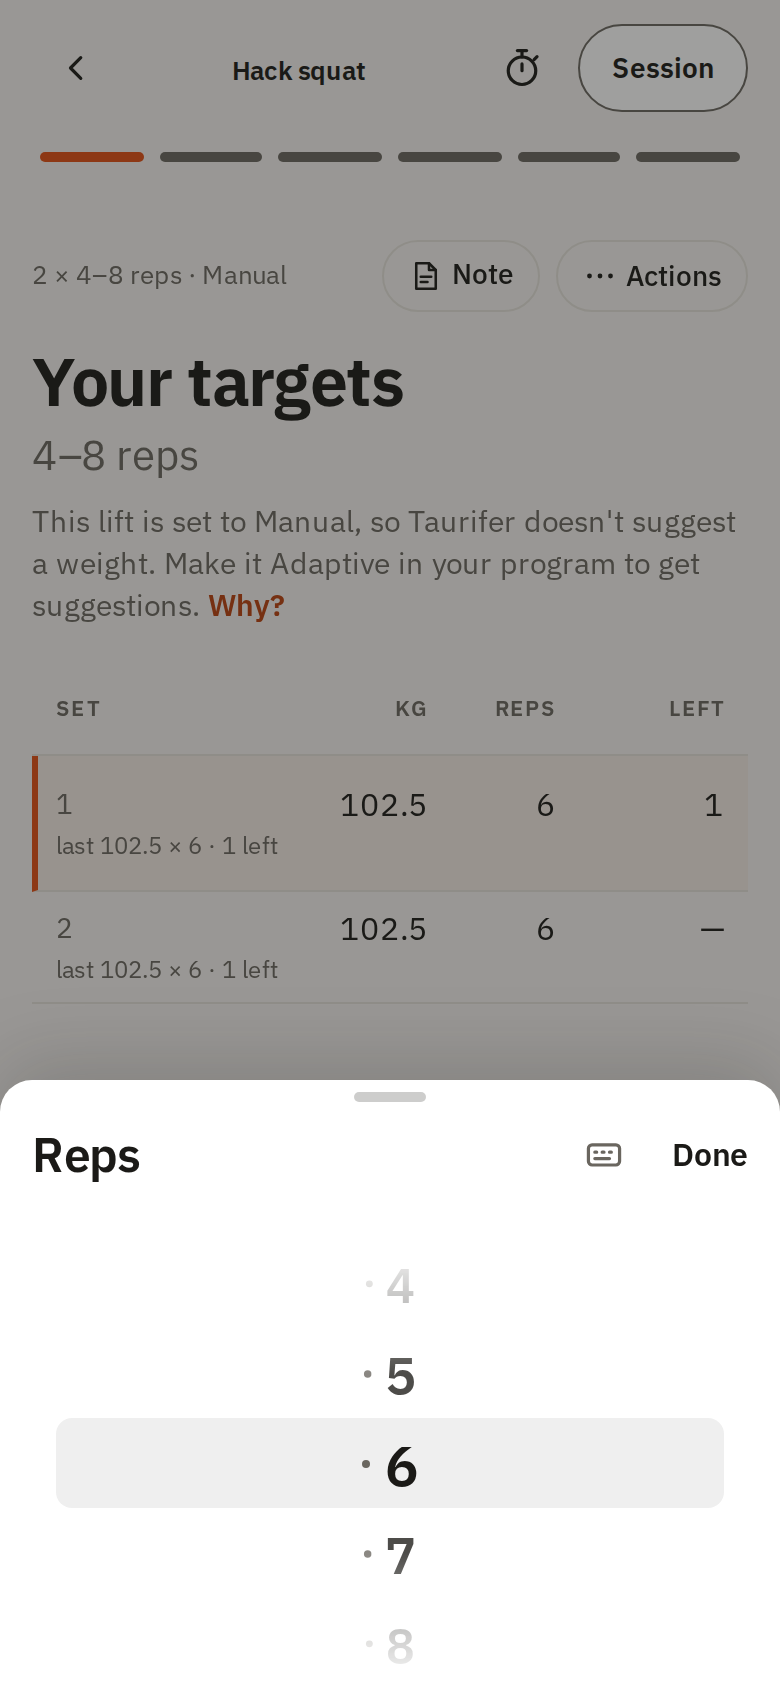 Hack squat
Session
2 × 4–8 reps · Manual
Note
Actions
Your targets
4–8 reps
This lift is set to Manual, so Taurifer doesn't suggest
a weight. Make it Adaptive in your program to get
suggestions. Why?
SET KG REPS LEFT
1 102.5 6 1
last 102.5 × 6 · 1 left
2 102.5 6 —
last 102.5 × 6 · 1 left
Reps
Done
· 4
· 5
· 6
· 7
· 8